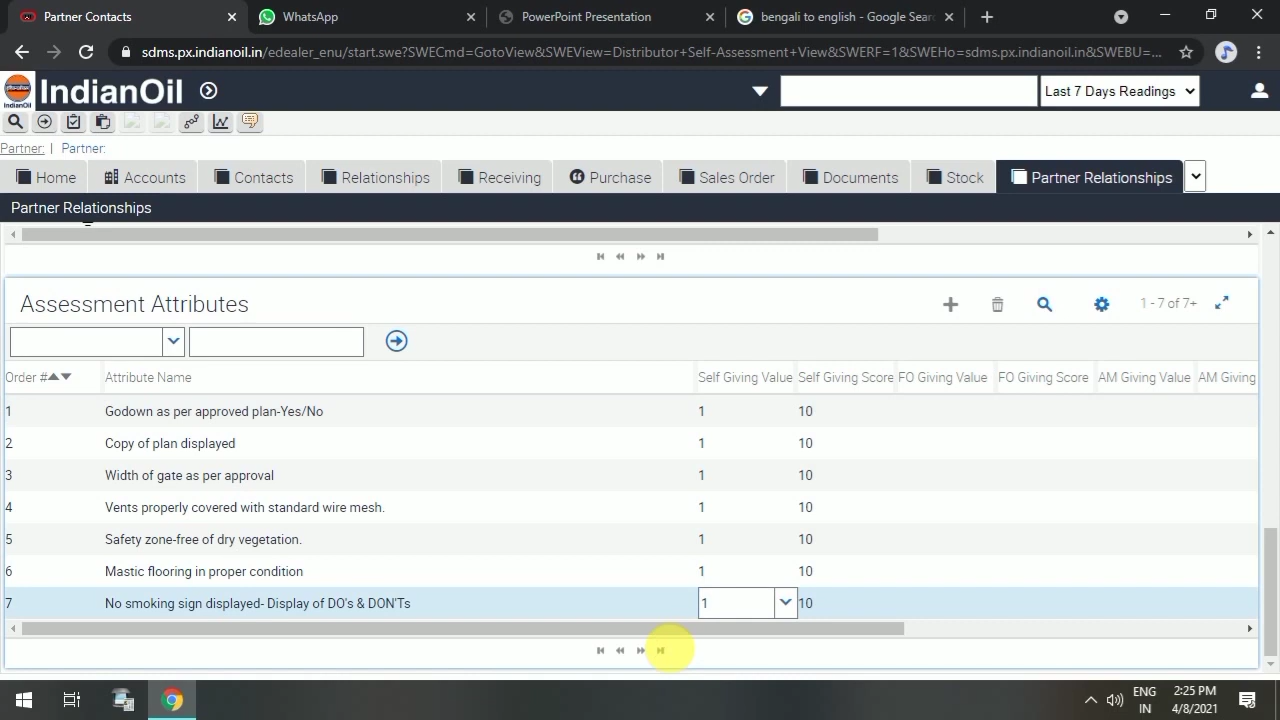 Partner Contacts
WhatsApp
PowerPoint Presentation
bengali to english - Google Sear
sdms.px.indianoil.in/edealer_enu/start.swe?SWECmd=GotoView&SWEView=Distributor+Self-Assessment+View&SWERF=1&SWEHo=sdms.px.indianoil.in&SWEBU=...
IndianOil
IndianOil
Last 7 Days Readings
Partner: | Partner:
Home Accounts Contacts Relationships Receiving Purchase Sales Order Documents Stock Partner Relationships
Partner Relationships
Assessment Attributes
1 - 7 of 7+
Order # Attribute Name Self Giving Value Self Giving Score FO Giving Value FO Giving Score AM Giving Value AM Giving
1 Godown as per approved plan-Yes/No 1 10
2 Copy of plan displayed 1 10
3 Width of gate as per approval 1 10
4 Vents properly covered with standard wire mesh. 1 10
5 Safety zone-free of dry vegetation. 1 10
6 Mastic flooring in proper condition 1 10
7 No smoking sign displayed- Display of DO's & DON'Ts 1 10
ENG
IN
2:25 PM
4/8/2021